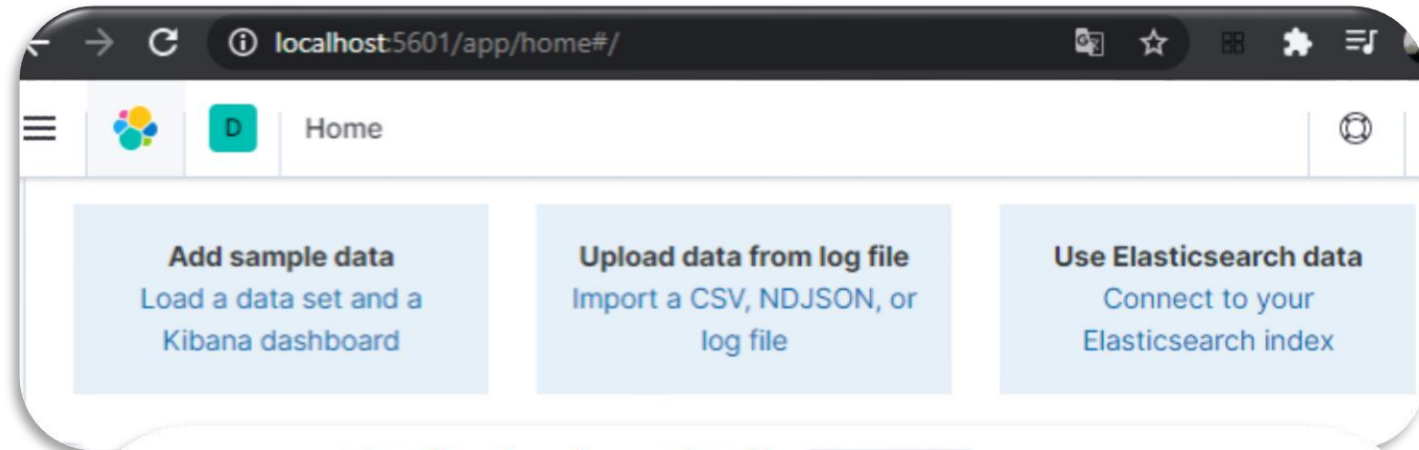 localhost:5601/app/home#/
D
Home
Add sample data
Load a data set and a
Kibana dashboard
Upload data from log file
Import a CSV, NDJSON, or
log file
Use Elasticsearch data
Connect to your
Elasticsearch index